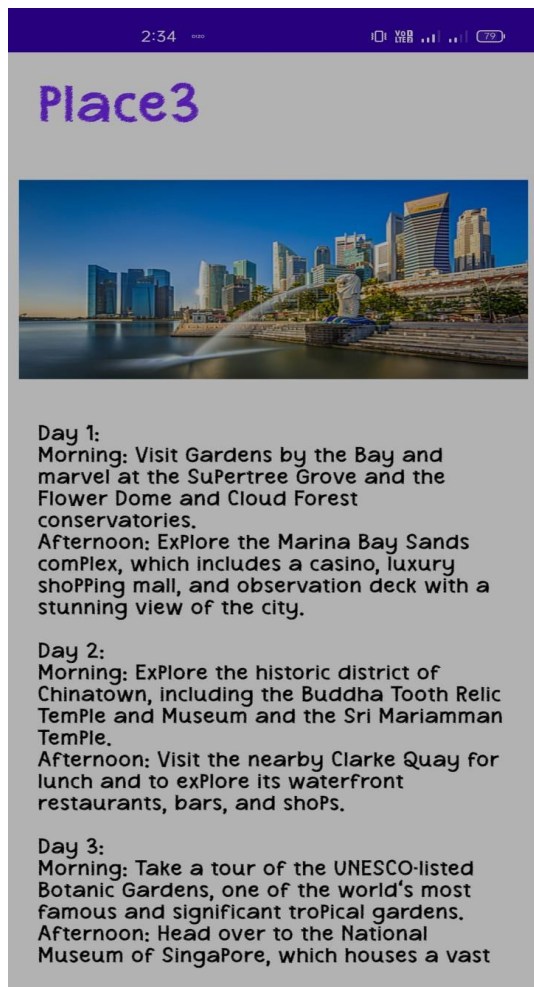 2:34
VoLTE2
79
Place3
Day 1:
Morning: Visit Gardens by the Bay and
marvel at the SuPertree Grove and the
Flower Dome and Cloud Forest
conservatories.
Afternoon: ExPlore the Marina Bay Sands
comPlex, which includes a casino, luxury
shoPPing mall, and observation deck with a
stunning view of the city.
Day 2:
Morning: ExPlore the historic district of
Chinatown, including the Buddha Tooth Relic
TemPle and Museum and the Sri Mariamman
TemPle.
Afternoon: Visit the nearby Clarke Quay for
lunch and to exPlore its waterfront
restaurants, bars, and shoPs.
Day 3:
Morning: Take a tour of the UNESCO-listed
Botanic Gardens, one of the world's most
famous and significant troPical gardens.
Afternoon: Head over to the National
Museum of SingaPore, which houses a vast